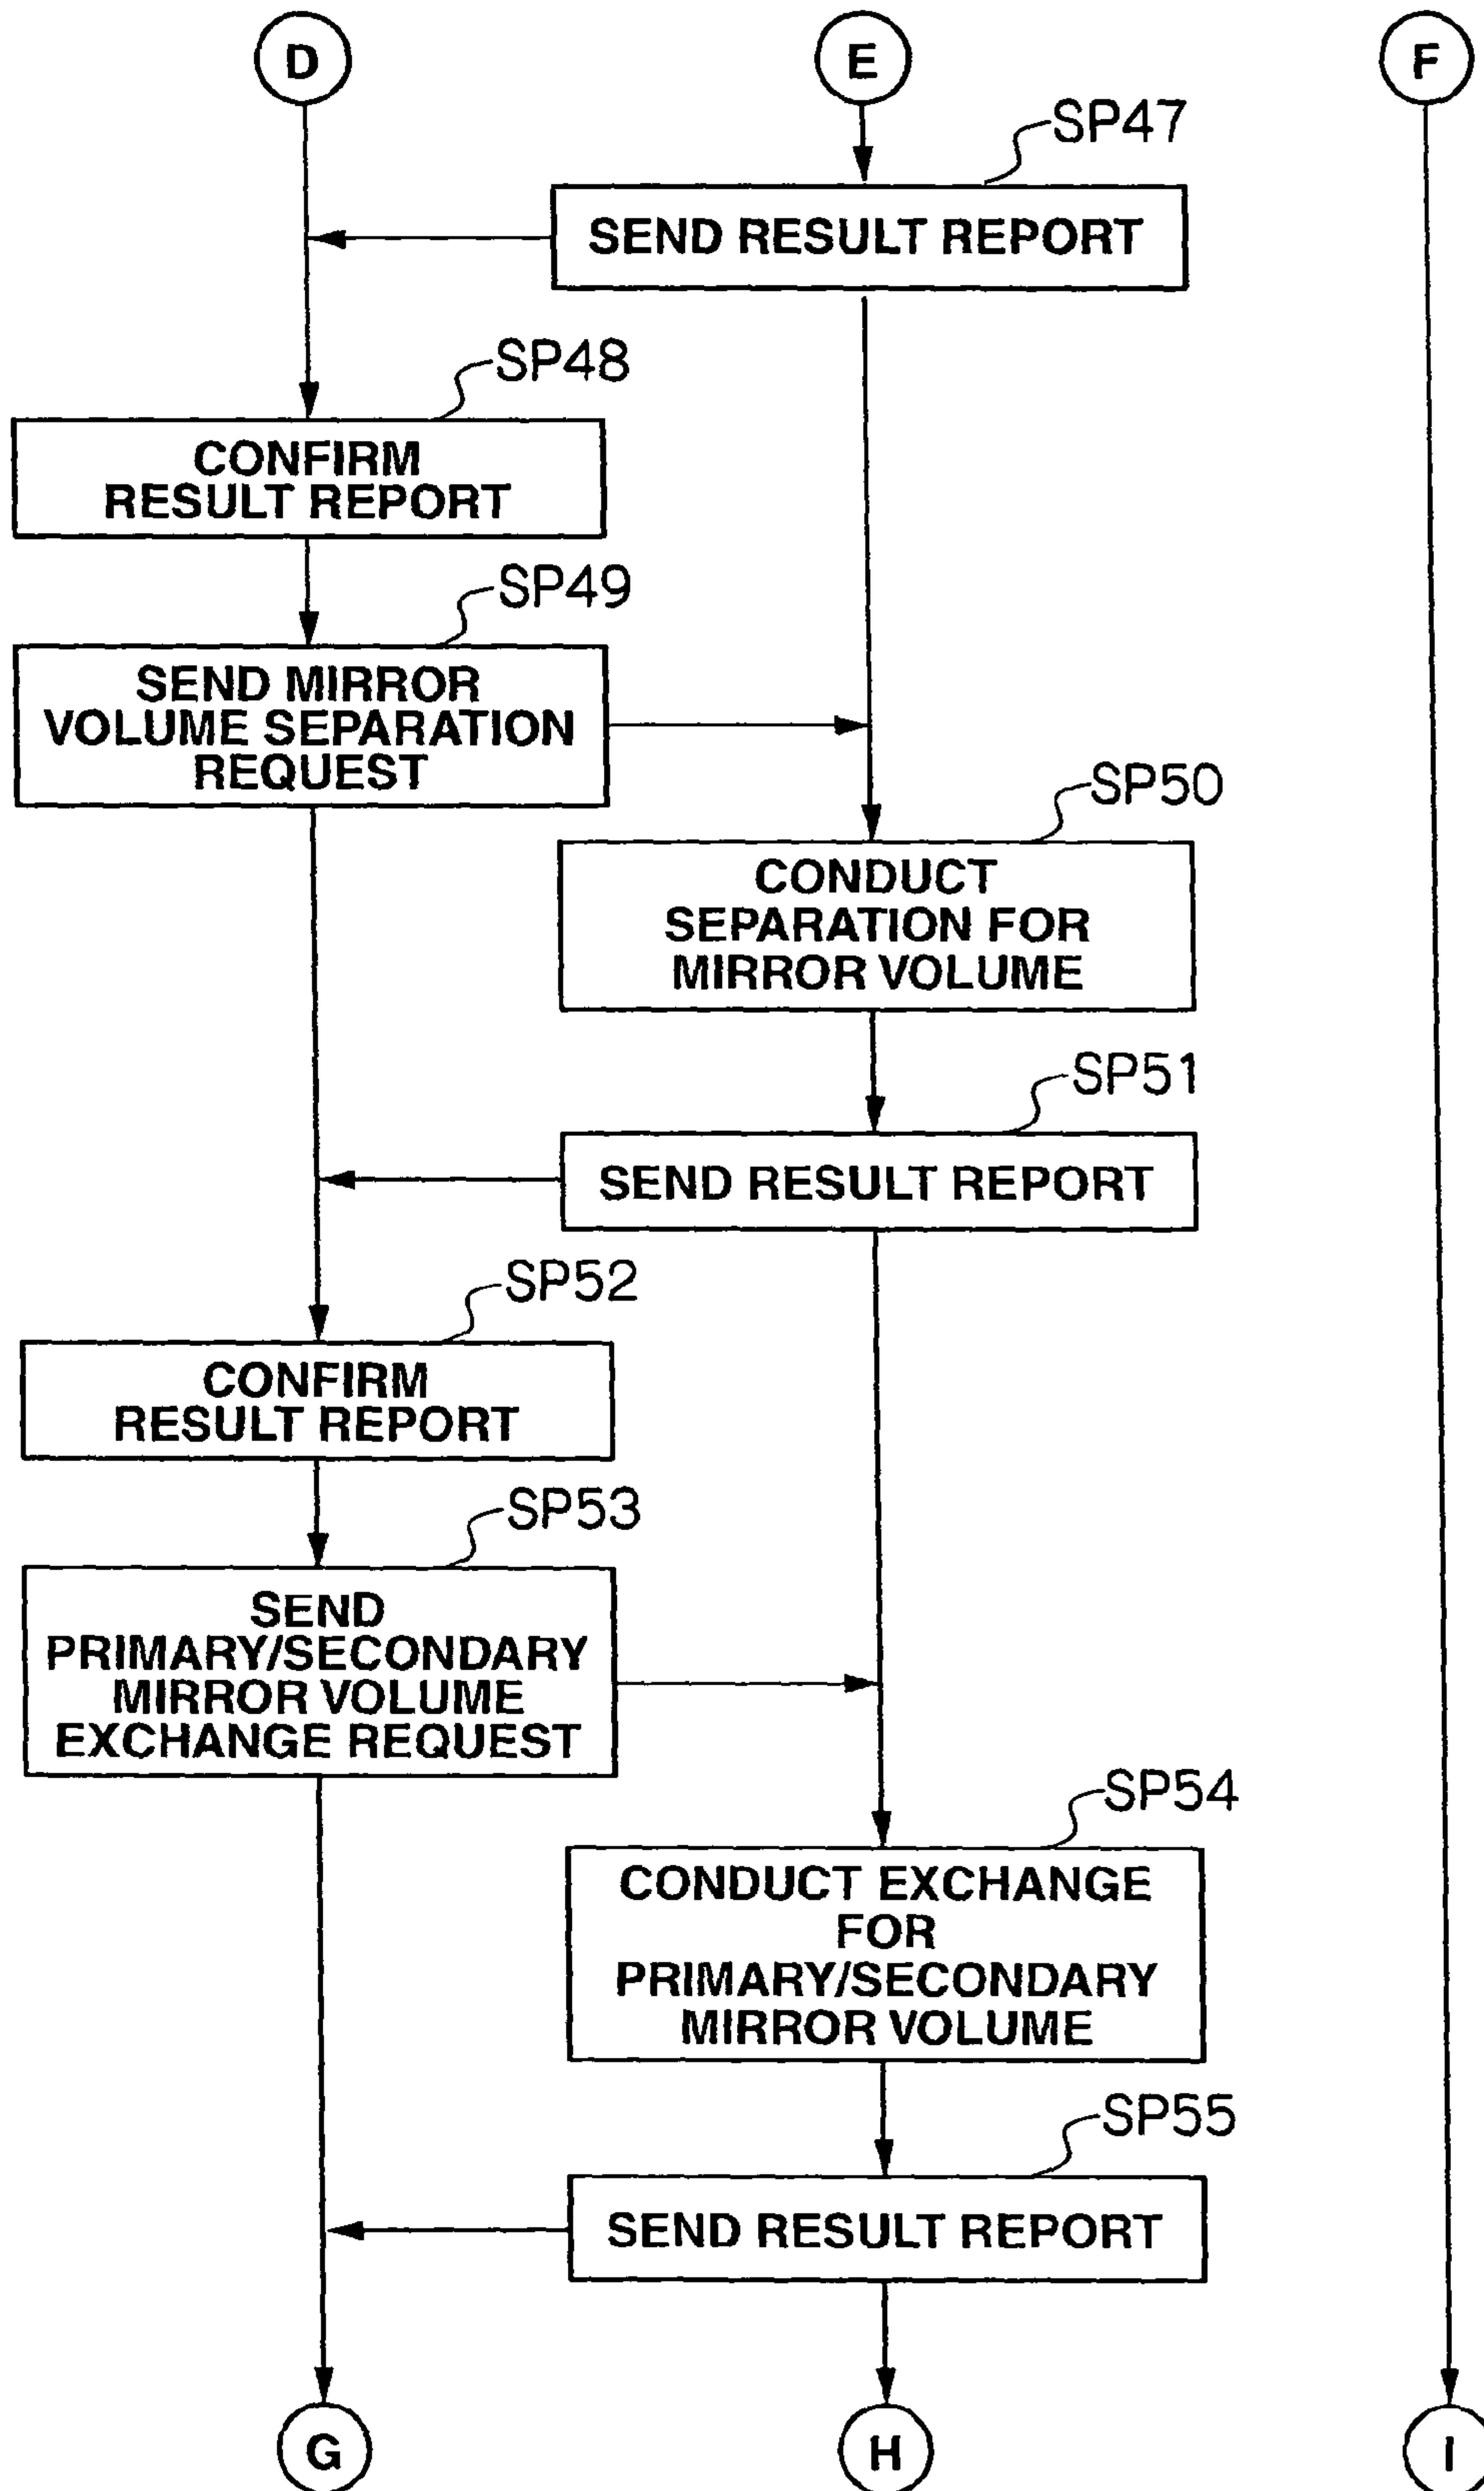 D
E
F
SP47
SEND RESULT REPORT
SP48
CONFIRM
RESULT REPORT
SP49
SEND MIRROR
VOLUME SEPARATION
REQUEST
SP50
CONDUCT
SEPARATION FOR
MIRROR VOLUME
SP51
SEND RESULT REPORT
SP52
CONFIRM
RESULT REPORT
SP53
SEND
PRIMARY/SECONDARY
MIRROR VOLUME
EXCHANGE REQUEST
SP54
CONDUCT EXCHANGE
FOR
PRIMARY/SECONDARY
MIRROR VOLUME
SP55
SEND RESULT REPORT
G
H
I